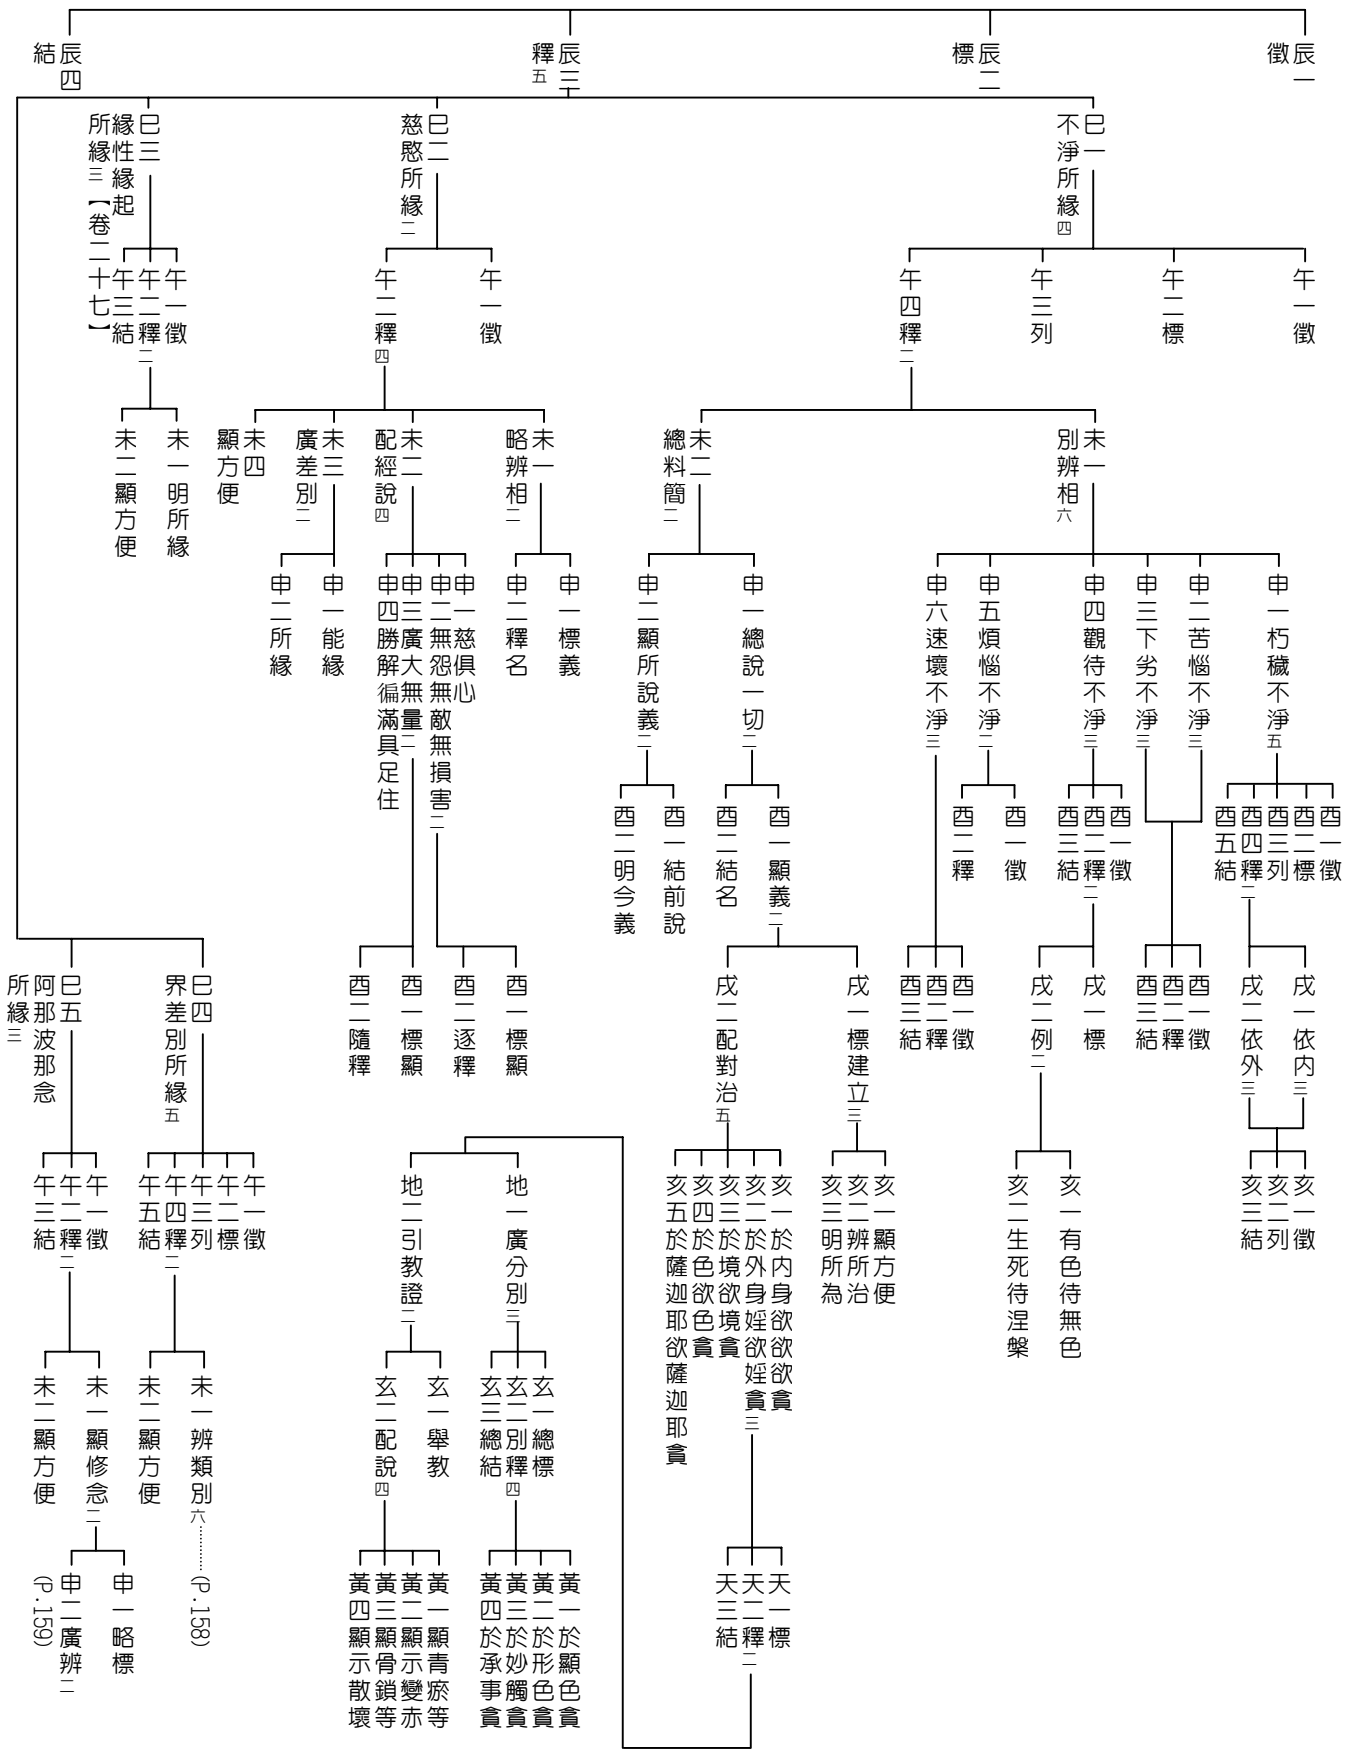 辰一
徵
辰二
標
辰三
釋五
辰四
結
巳一
不淨所緣四
巳二
慈愍所緣二
巳三
緣性緣起
所緣三【卷二十七】
午一徵
午二標
午三列
午四釋二
午一徵
午二釋四
午一徵
午二釋二
午三結
未一
別辨相六
未二
總料簡二
未一
略辨相二
未二
配經說四
未三
廣差別二
未四
顯方便
未一明所緣
未二顯方便
申一朽穢不淨五
申二苦惱不淨三
申三下劣不淨三
申四觀待不淨三
申五煩惱不淨二
申六速壞不淨三
申一總說一切二
申二顯所說義二
申一標義
申二釋名
申一慈俱心
申二無怨無敵無損害二
申三廣大無量二
申四勝解徧滿具足住
申一能緣
申二所緣
酉一徵
酉二標
酉三列
酉四釋二
酉五結
酉一徵
酉二釋二
酉三結
酉一徵
酉二釋
酉一顯義二
酉二結名
酉一結前說
酉二明今義
戌一依内三
戌二依外三
酉一徵
酉二釋
酉三結
戌一標
戌二例二
酉一徵
酉二釋
酉三結
戌一標建立三
戌二配對治五
酉一標顯
酉二逐釋
酉一標顯
酉二隨釋
巳四
界差別所緣五
巳五
阿那波那念
所緣三
亥一徵
亥二列
亥三結
亥一有色待無色
亥二生死待涅槃
亥一顯方便
亥二辨所治
亥三明所為
亥一於内身欲欲欲貪
亥二於外身婬欲婬貪三
亥三於境欲境貪
亥四於色欲色貪
亥五於薩迦耶欲薩迦耶貪
地一廣分別三
地二引教證二
午一徵
午二標
午三列
午四釋二
午五結
午一徵
午二釋二
午三結
玄一總標
玄二別釋四
玄三總結
玄一舉教
玄二配說四
未一辨類別六………(P.158)
未二顯方便
未一顯修念二
未二顯方便
天一標
天二釋二
天三結
黃一於顯色貪
黃二於形色貪
黃三於妙觸貪
黃四於承事貪
黃一顯青瘀等
黃二顯示變赤
黃三顯骨鎖等
黃四顯示散壞
申一略標
申二廣辨二
(P.159)